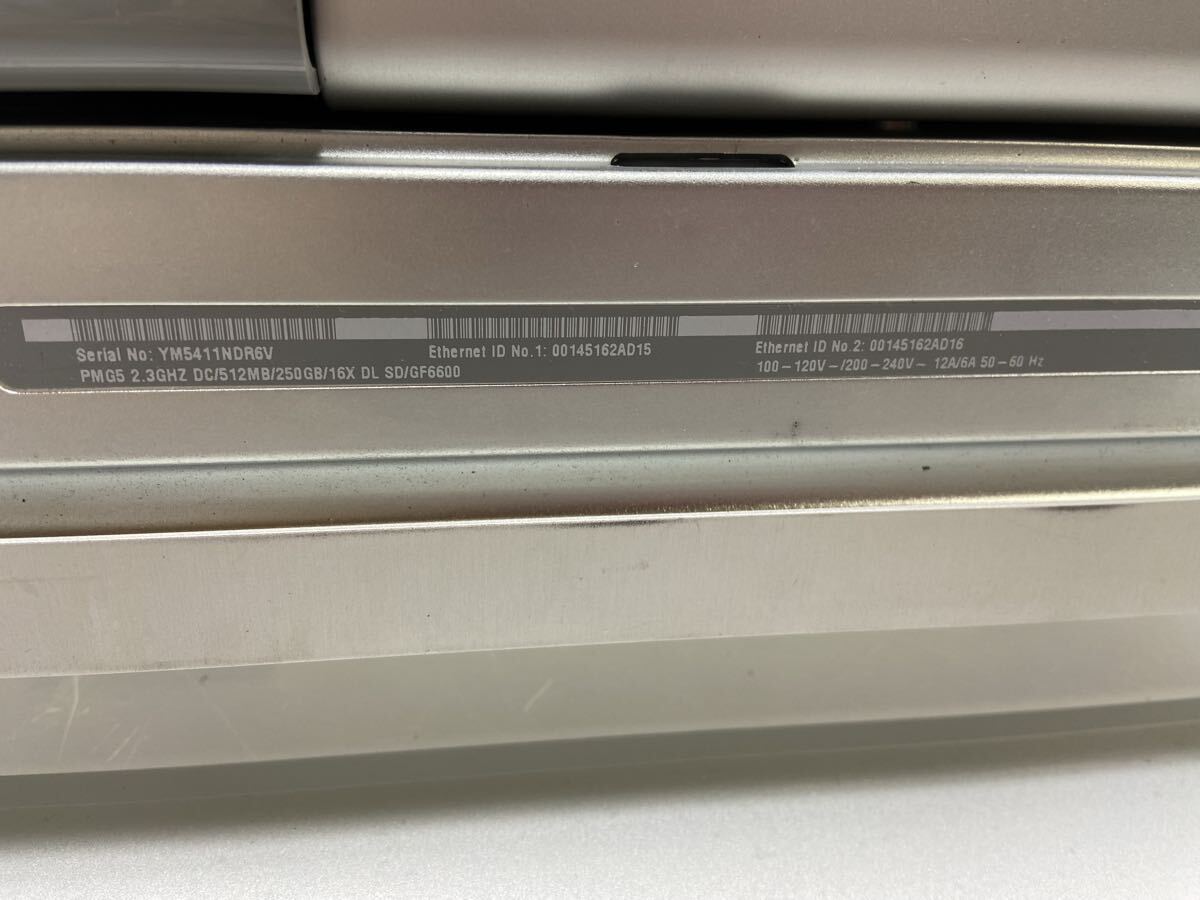 Serial No: YM5411NDR6V
PMG5 2.3GHZ DC/512MB/250GB/16X DL SD/GF6600
Ethernet ID No.1: 00145162AD15
Ethernet ID No.2: 00145162AD16
100-120V~/200-240V~ 12A/6A 50-60 Hz